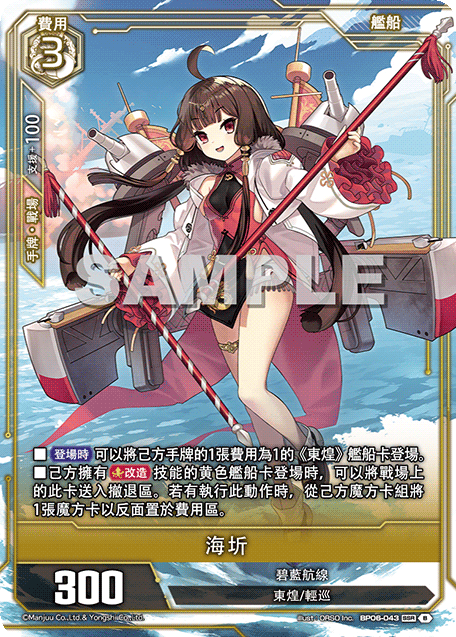 費用
3
艦船
支援+100
手牌・戰場
SAMPLE
■ 登場時 可以將己方手牌的1張費用為1的《東煌》艦船卡登場。
■己方擁有 改造 技能的黃色艦船卡登場時，可以將戰場上
的此卡送入撤退區。若有執行此動作時，從己方魔方卡組將
1張魔方卡以反面置於費用區。
海圻
300
碧藍航線
東煌/輕巡
©Manjuu Co.,Ltd.& Yongshi Co.,Ltd.
Illust：DRSO Inc.
BP06-043 SSR